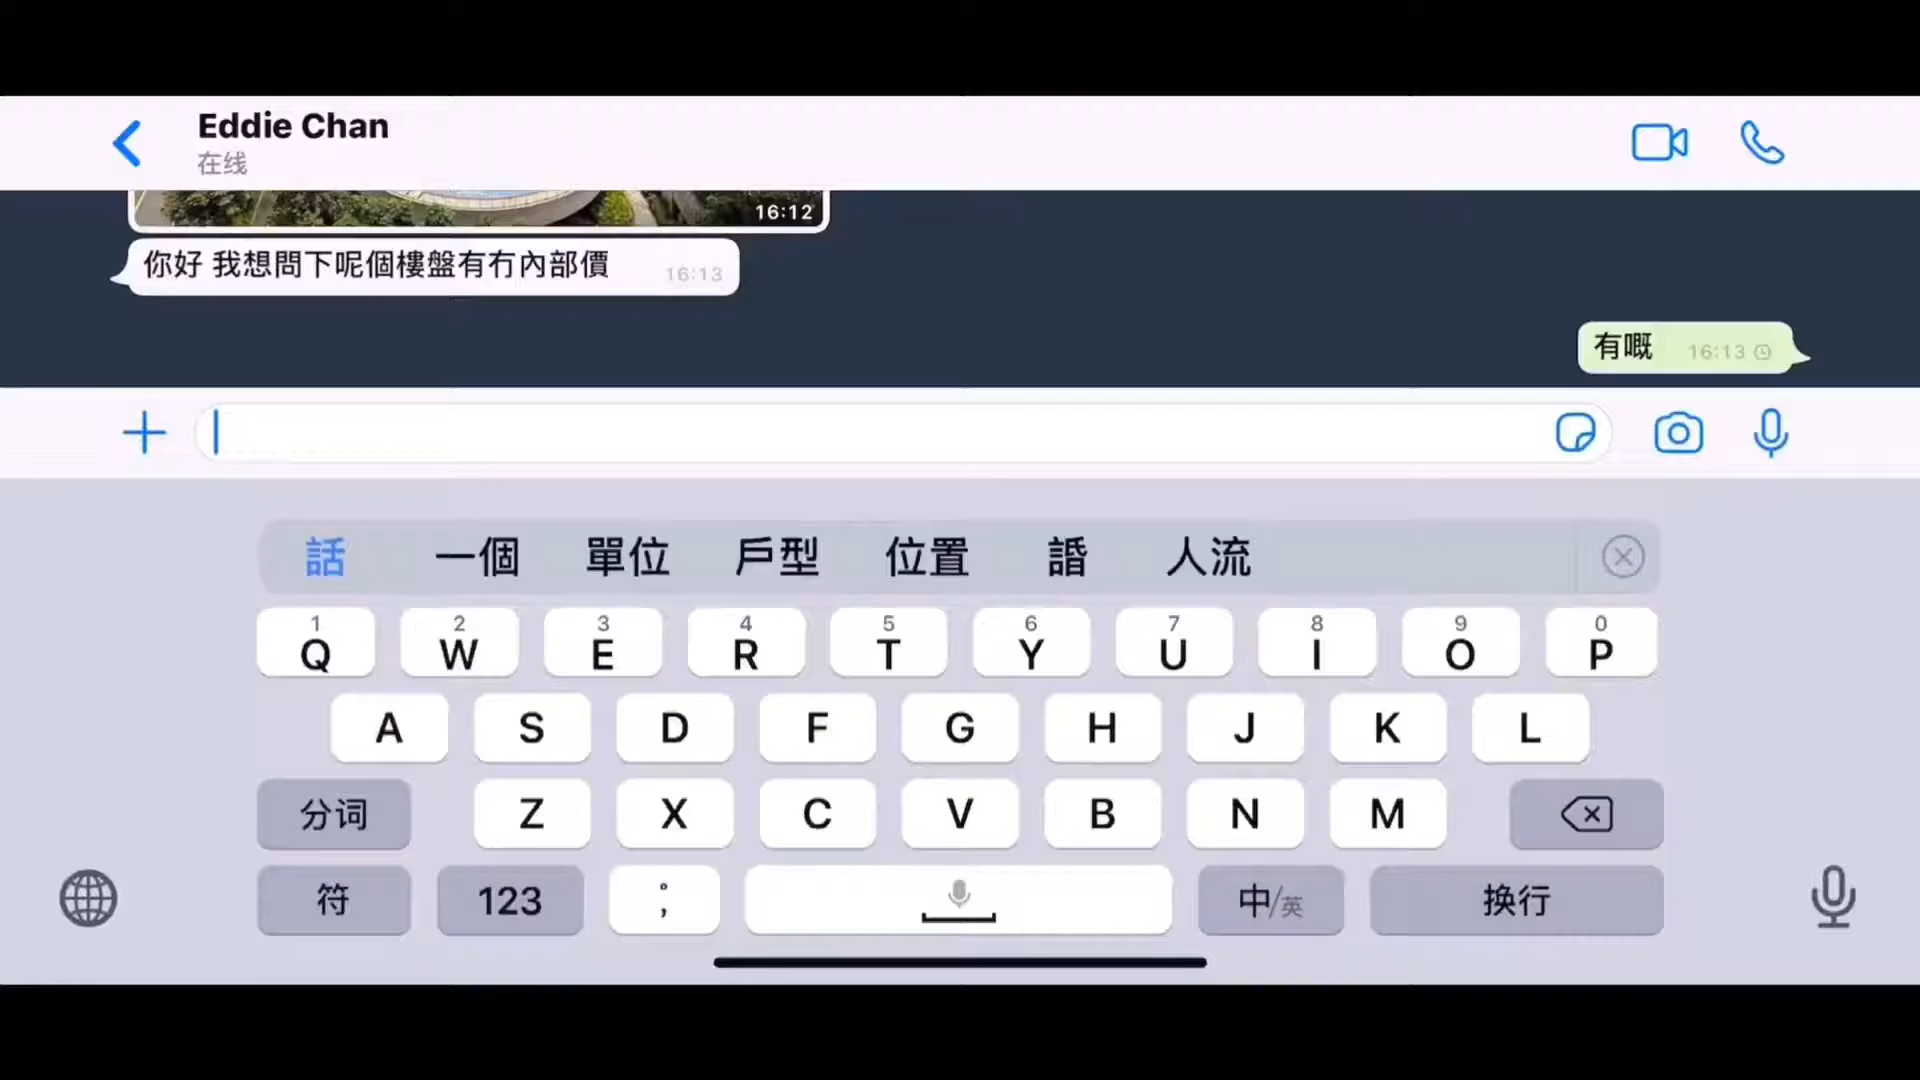 Eddie Chan
在线
16:12
你好 我想問下呢個樓盤有冇內部價
16:13
有嘅 16:13
話 一個 單位 戶型 位置 諙 人流
1 2 3 4 5 6 7 8 9 0
Q W E R T Y U I O P
A S D F G H J K L
分词 Z X C V B N M
符 123 ； 中/英 换行